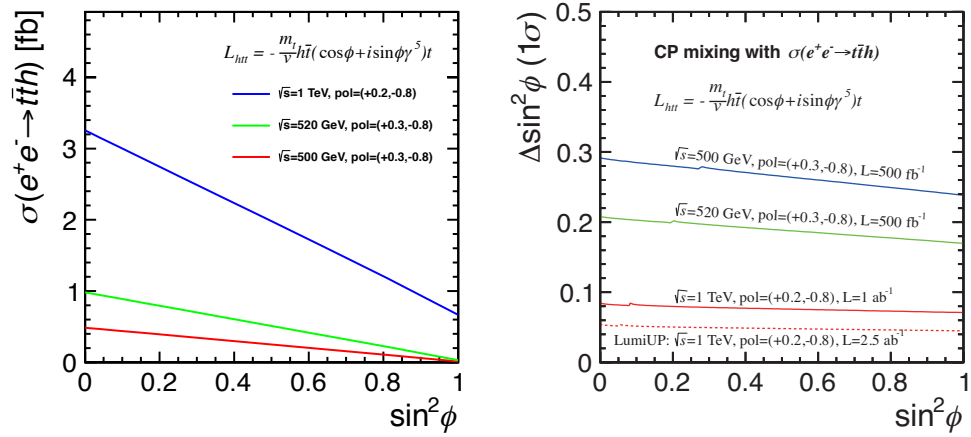 σ(e⁺e⁻→tt̄h) [fb]
L_htt = - m_t/v ht̄(cosϕ+isinϕγ⁵)t
√s=1 TeV, pol=(+0.2,-0.8)
√s=520 GeV, pol=(+0.3,-0.8)
√s=500 GeV, pol=(+0.3,-0.8)
4
3
2
1
0
0 0.2 0.4 0.6 0.8 1
sin²ϕ
Δsin²ϕ (1σ)
CP mixing with σ(e⁺e⁻→tt̄h)
L_htt = - m_t/v ht̄(cosϕ+isinϕγ⁵)t
√s=500 GeV, pol=(+0.3,-0.8), L=500 fb⁻¹
√s=520 GeV, pol=(+0.3,-0.8), L=500 fb⁻¹
√s=1 TeV, pol=(+0.2,-0.8), L=1 ab⁻¹
LumiUP: √s=1 TeV, pol=(+0.2,-0.8), L=2.5 ab⁻¹
0.5
0.4
0.3
0.2
0.1
0
0 0.2 0.4 0.6 0.8 1
sin²ϕ